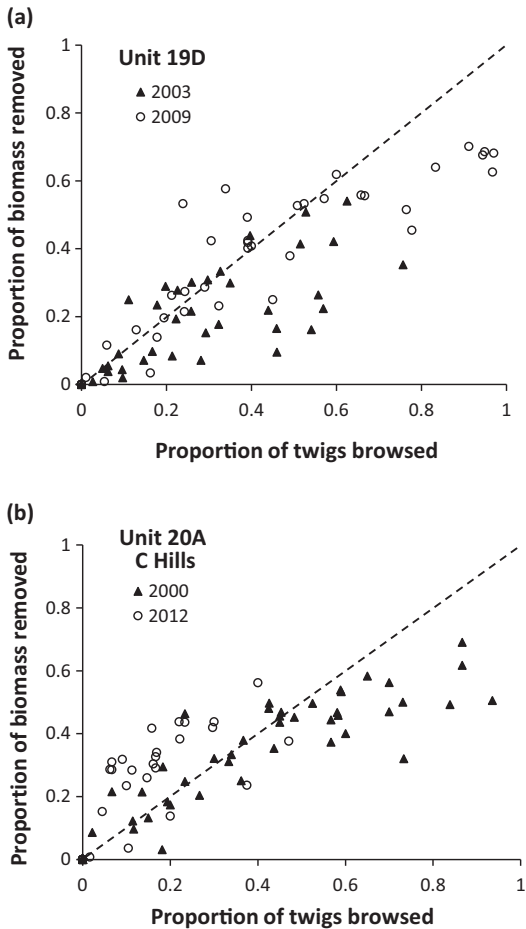 (a)
Unit 19D
2003
2009
Proportion of biomass removed
1
0.8
0.6
0.4
0.2
0
0 0.2 0.4 0.6 0.8 1
Proportion of twigs browsed
(b)
Unit 20A
C Hills
2000
2012
Proportion of biomass removed
1
0.8
0.6
0.4
0.2
0
0 0.2 0.4 0.6 0.8 1
Proportion of twigs browsed